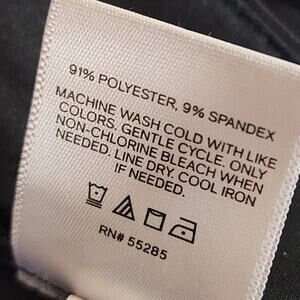 91% POLYESTER, 9% SPANDEX
MACHINE WASH COLD WITH LIKE
COLORS. GENTLE CYCLE. ONLY
NON-CHLORINE BLEACH WHEN
NEEDED. LINE DRY. COOL IRON
IF NEEDED.
RN# 55285